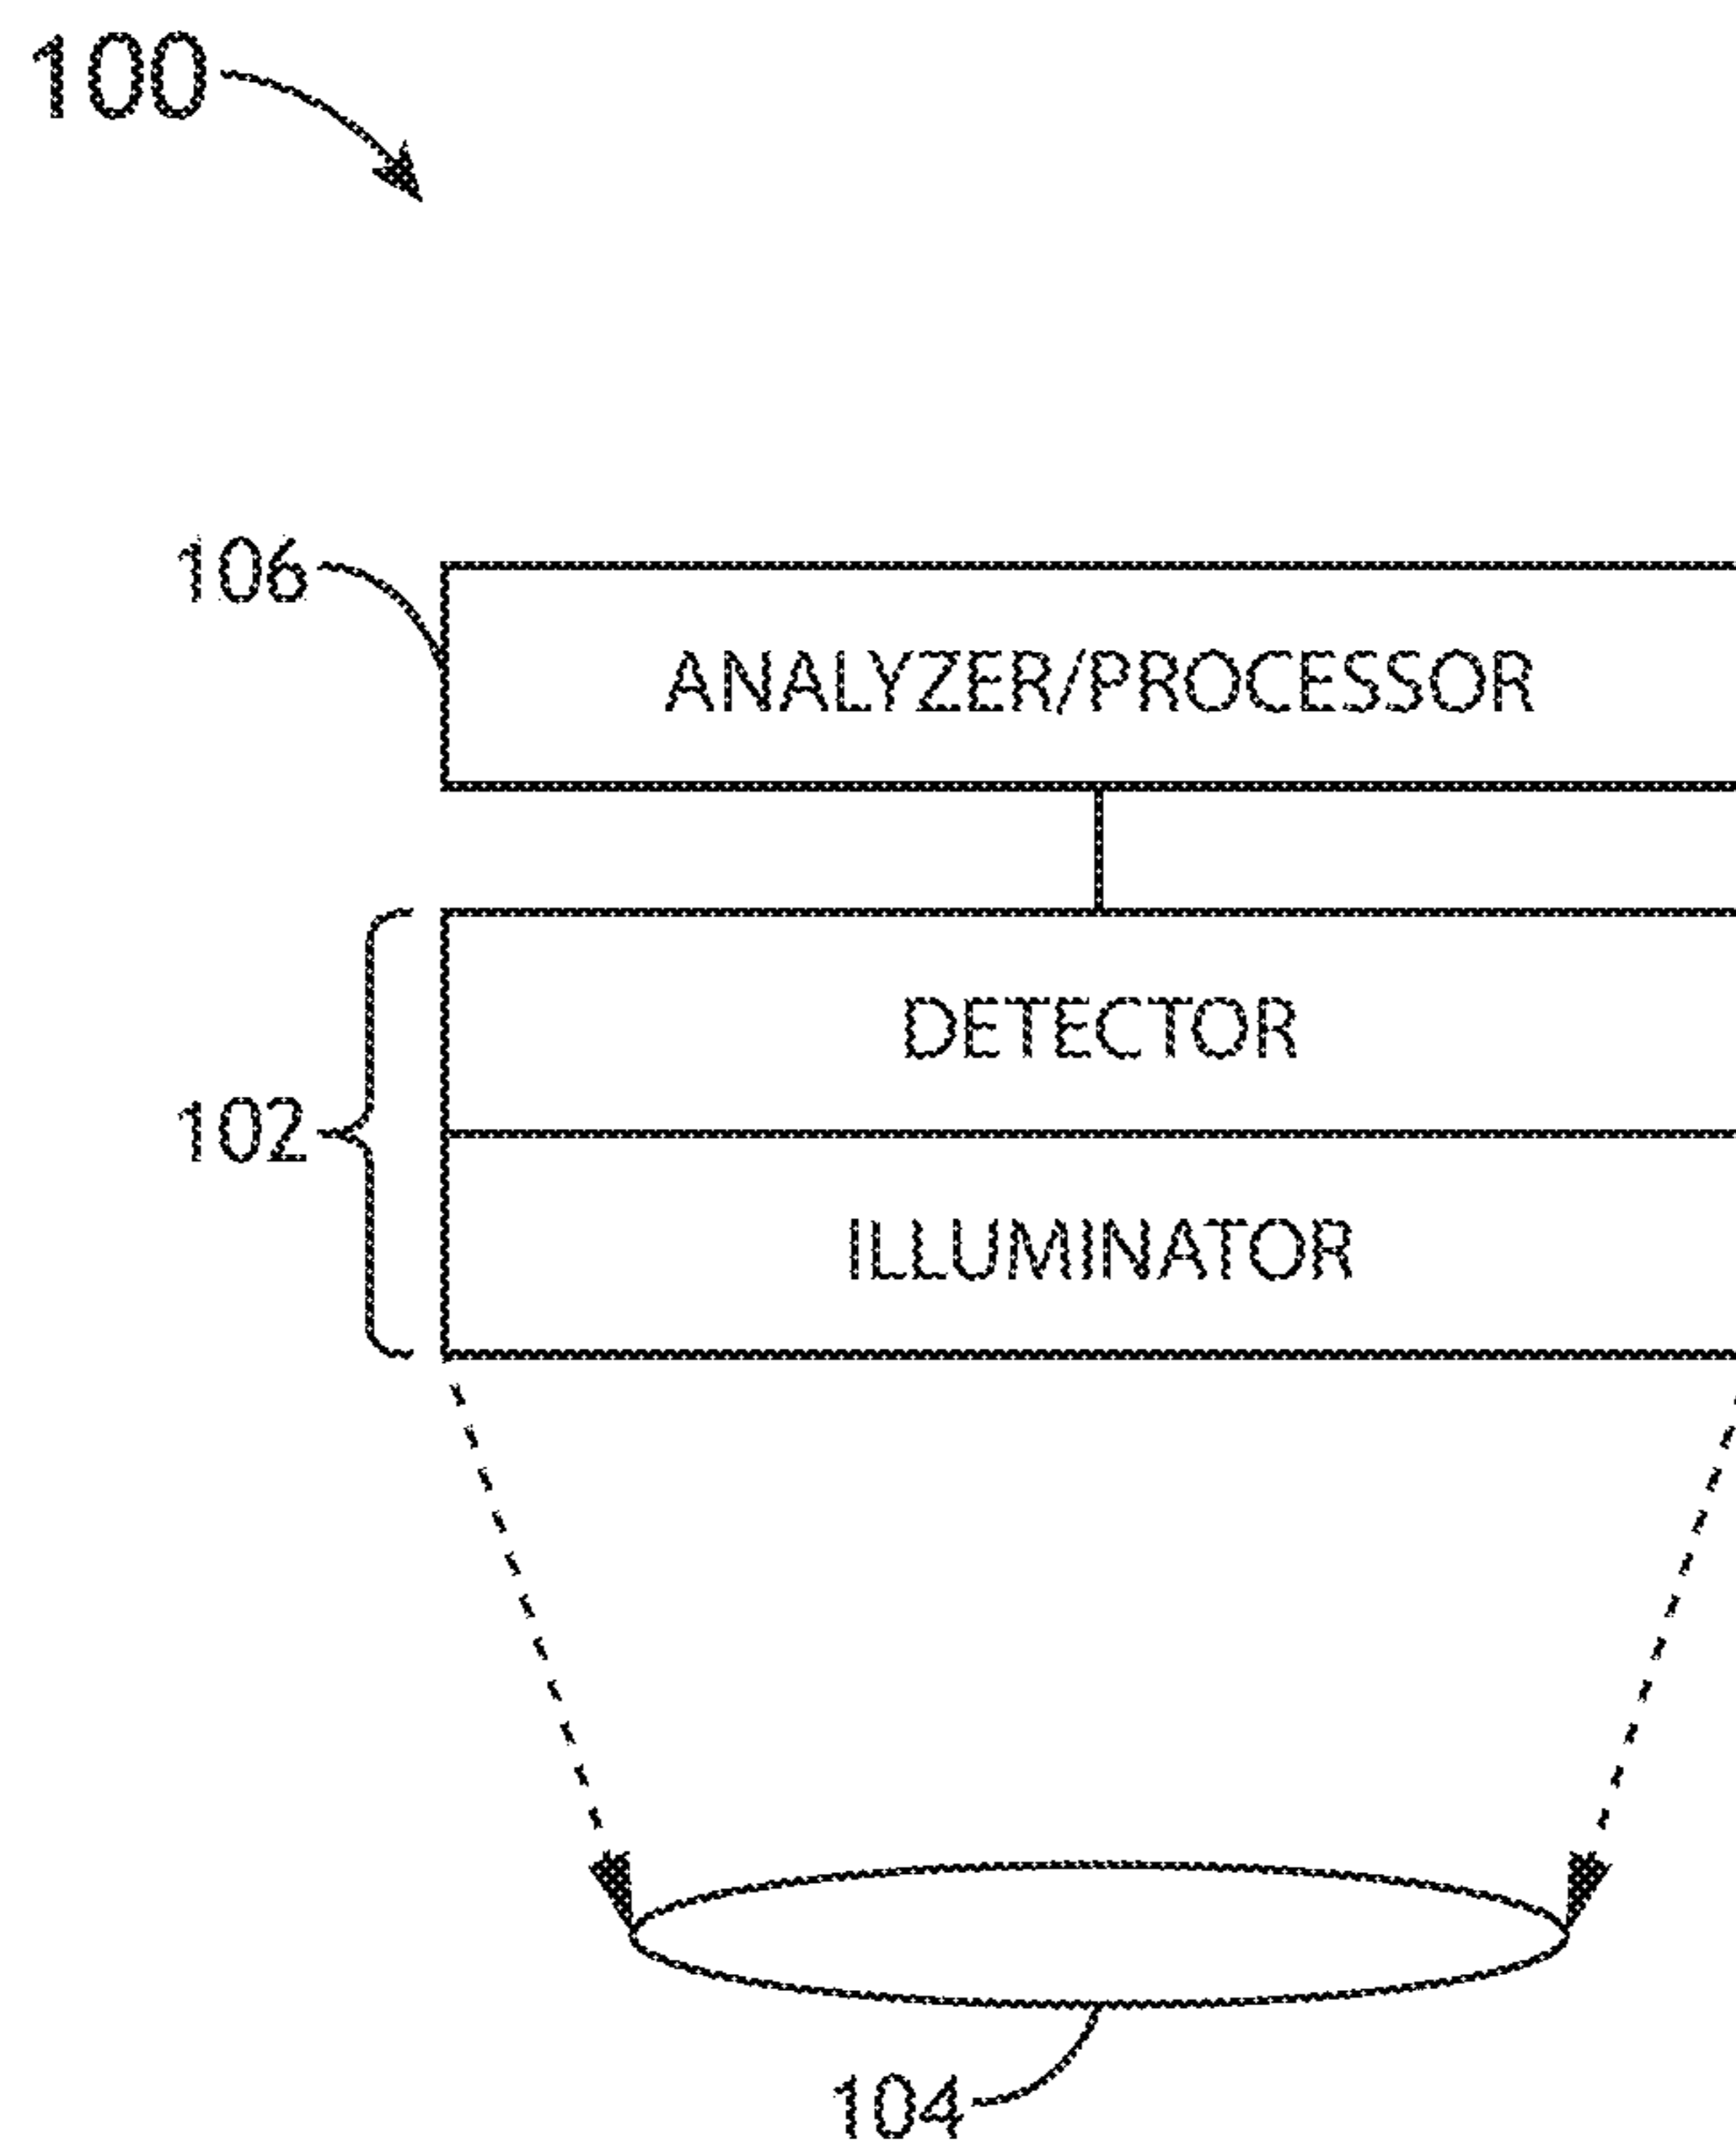 100
106
ANALYZER/PROCESSOR
DETECTOR
102
ILLUMINATOR
104